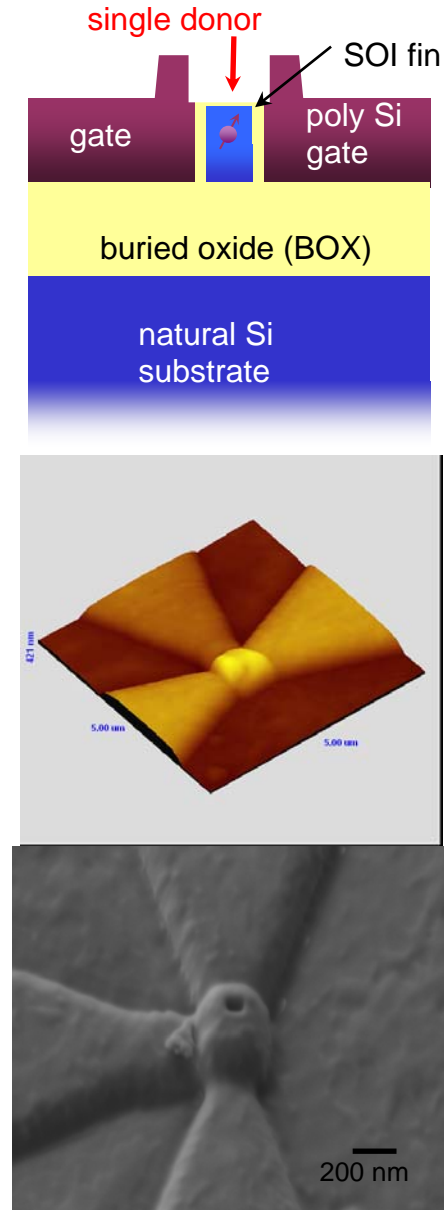 single donor
SOI fin
gate
poly Si
gate
buried oxide (BOX)
natural Si
substrate
421 nm
5.00 um
5.00 um
200 nm